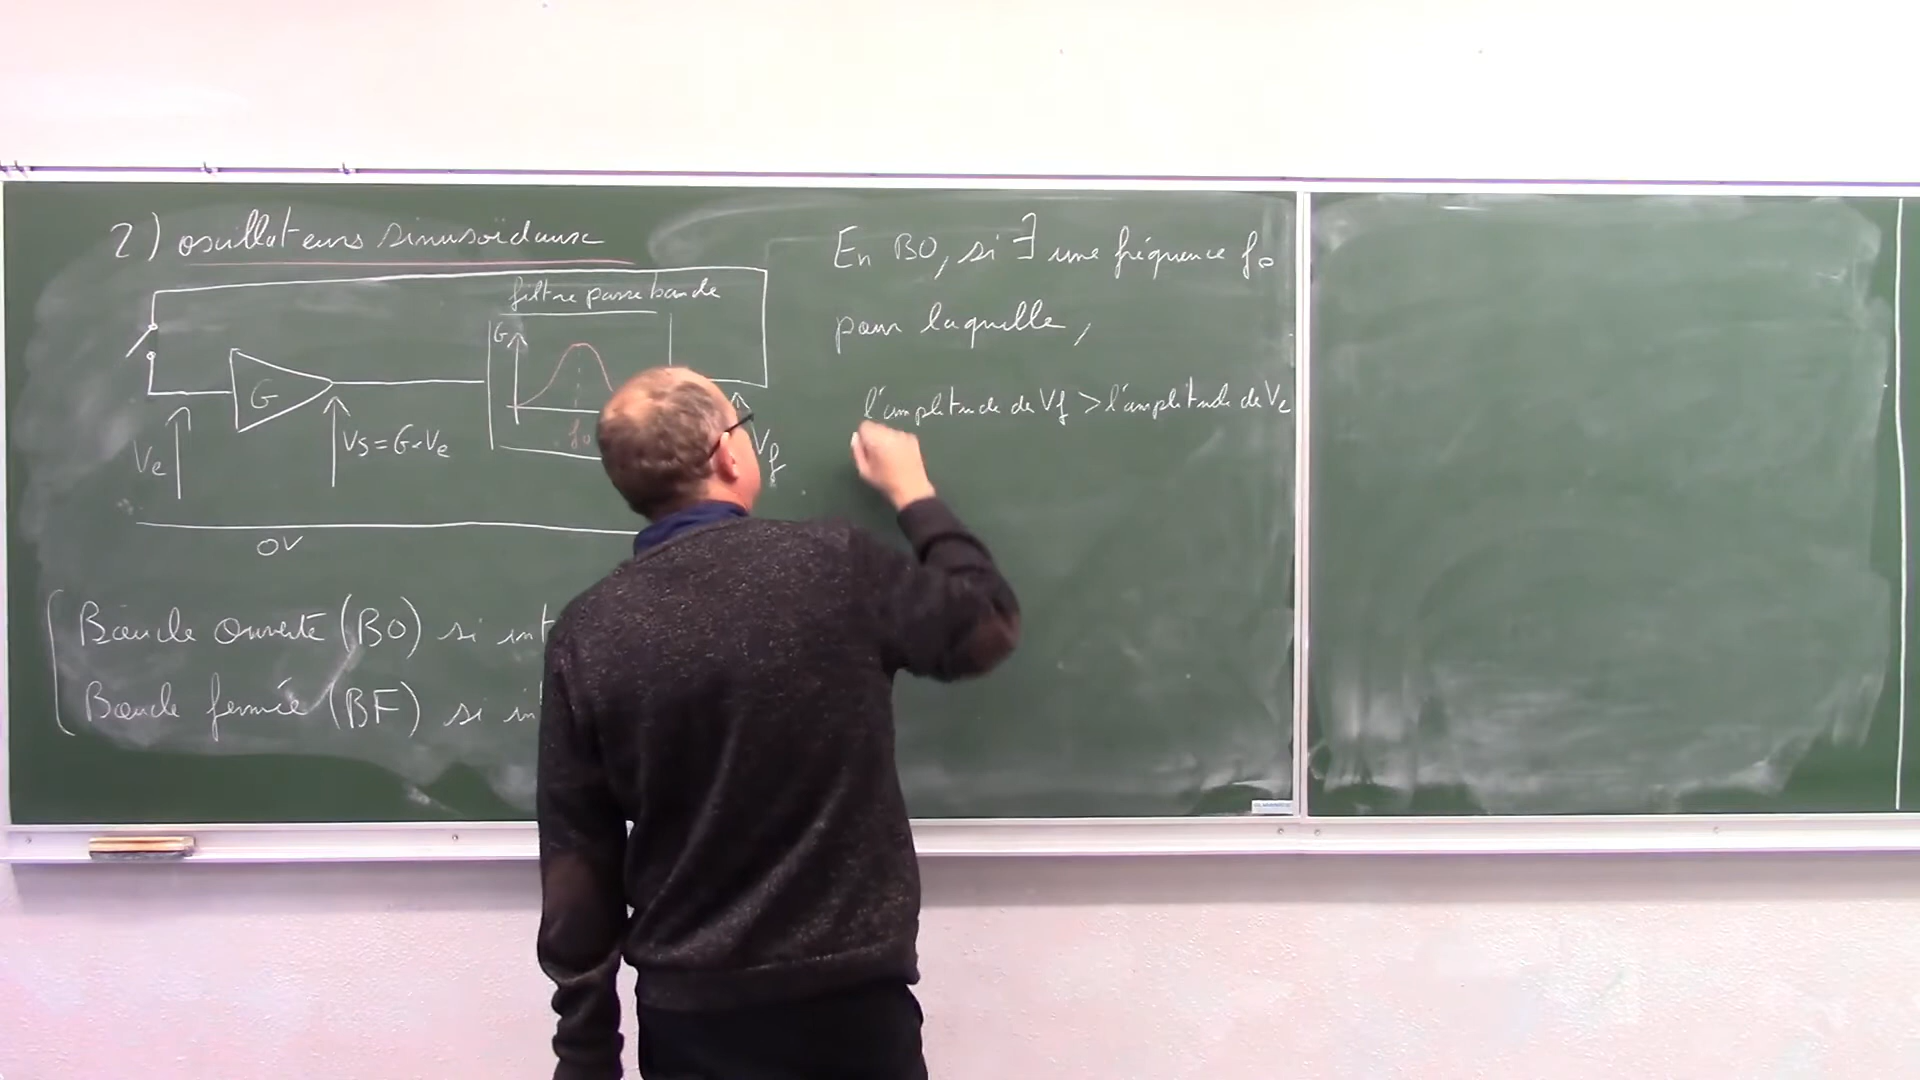 2) oscillateurs sinusoïdaux
filtre passe bande
G
G
f0
Ve
Vs = G×Ve
Vf
0V
Boucle ouverte (BO) si int
Boucle fermée (BF) si in
En BO, si ∃ une fréquence f0
pour laquelle,
l'amplitude de Vf > l'amplitude de Ve